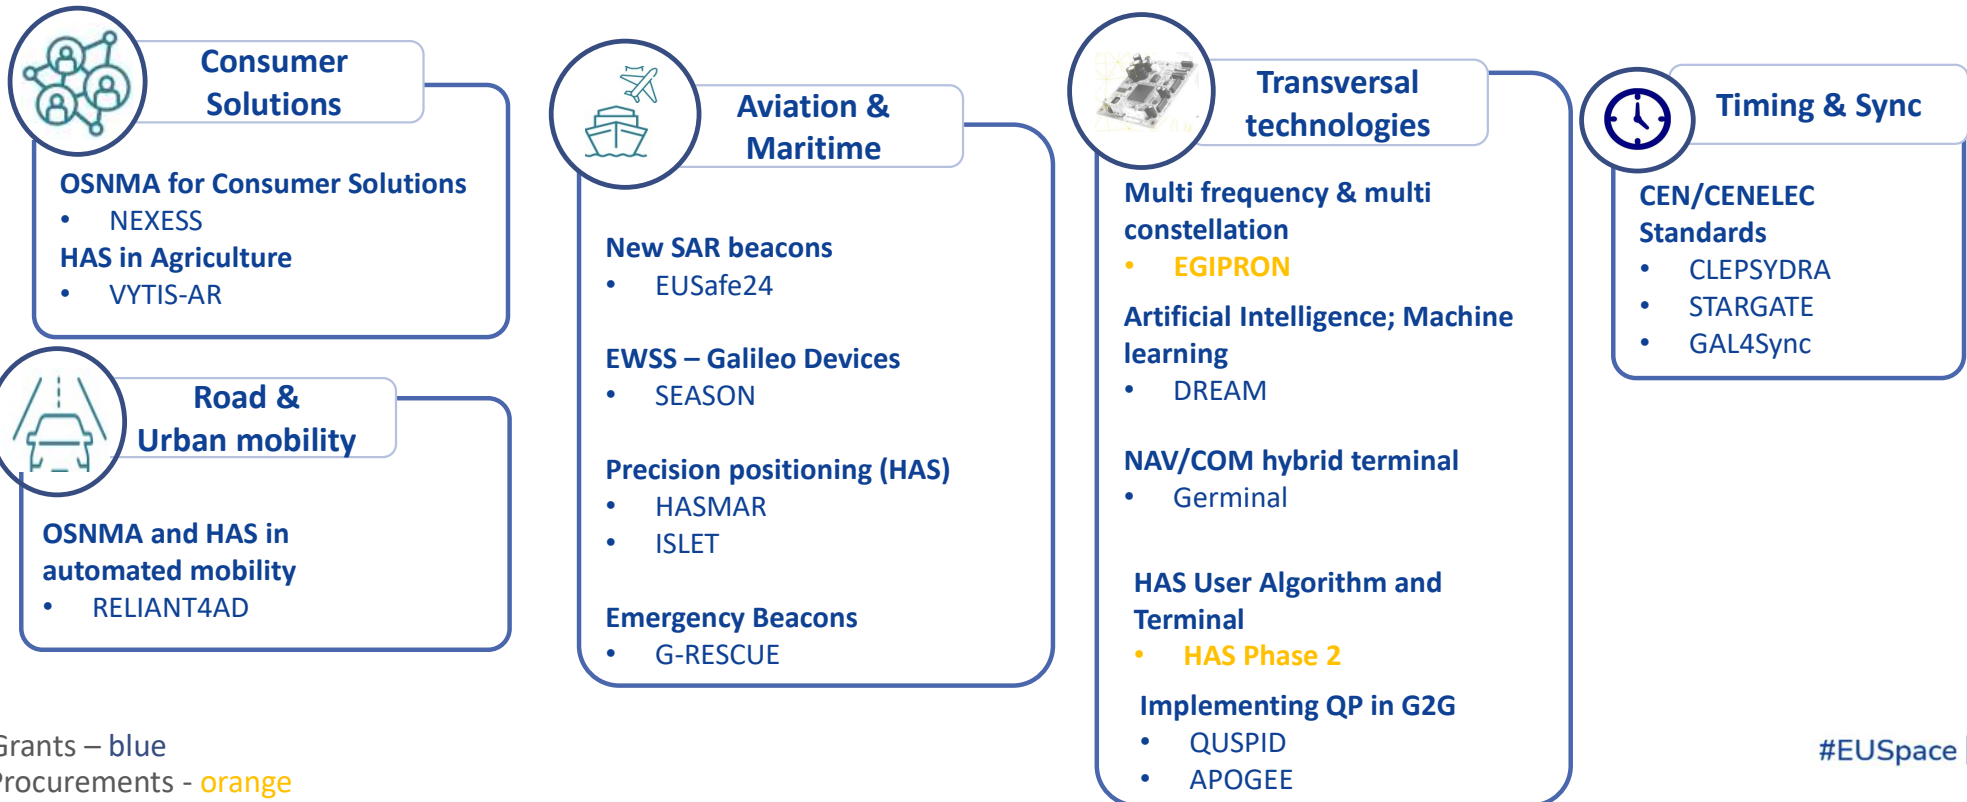 Consumer
Solutions
OSNMA for Consumer Solutions
• NEXESS
HAS in Agriculture
• VYTIS-AR
Road &
Urban mobility
OSNMA and HAS in
automated mobility
• RELIANT4AD
Aviation &
Maritime
New SAR beacons
• EUSafe24
EWSS – Galileo Devices
• SEASON
Precision positioning (HAS)
• HASMAR
• ISLET
Emergency Beacons
• G-RESCUE
Transversal
technologies
Multi frequency & multi
constellation
• EGIPRON
Artificial Intelligence; Machine
learning
• DREAM
NAV/COM hybrid terminal
• Germinal
HAS User Algorithm and
Terminal
• HAS Phase 2
Implementing QP in G2G
• QUSPID
• APOGEE
Timing & Sync
CEN/CENELEC
Standards
• CLEPSYDRA
• STARGATE
• GAL4Sync
Grants – blue
Procurements - orange
#EUSpace